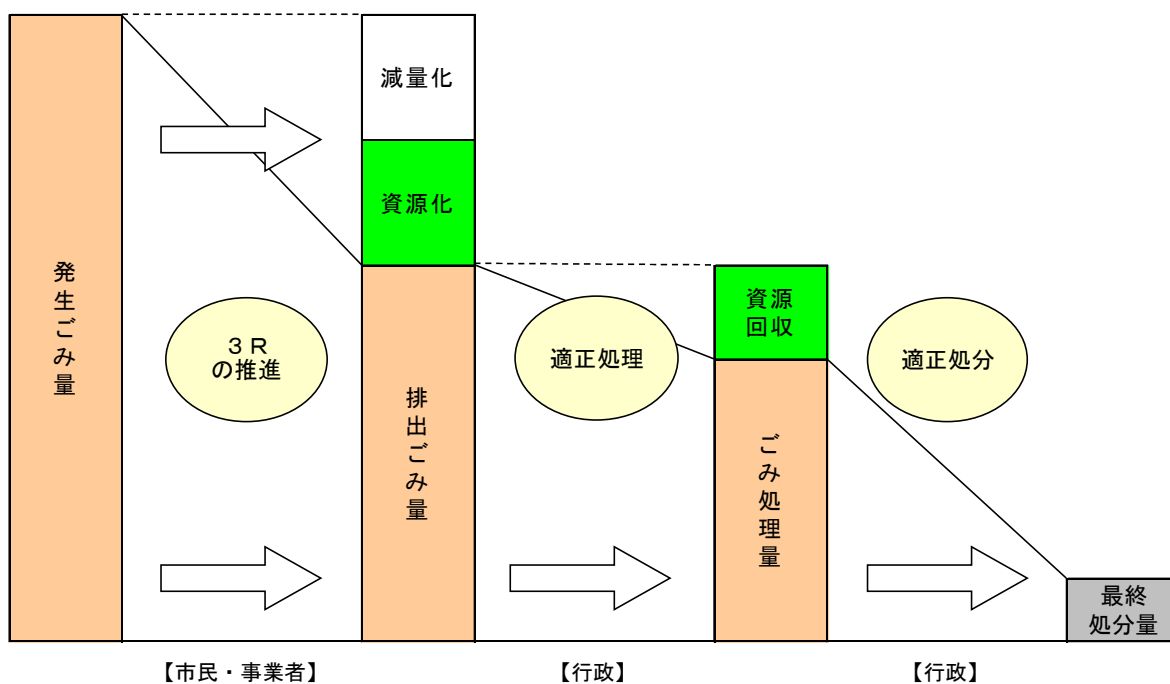 発生ごみ量
減量化
資源化
排出ごみ量
３Ｒ
の推進
資源
回収
ごみ処理量
適正処理
適正処分
最終
処分量
【市民・事業者】
【行政】
【行政】